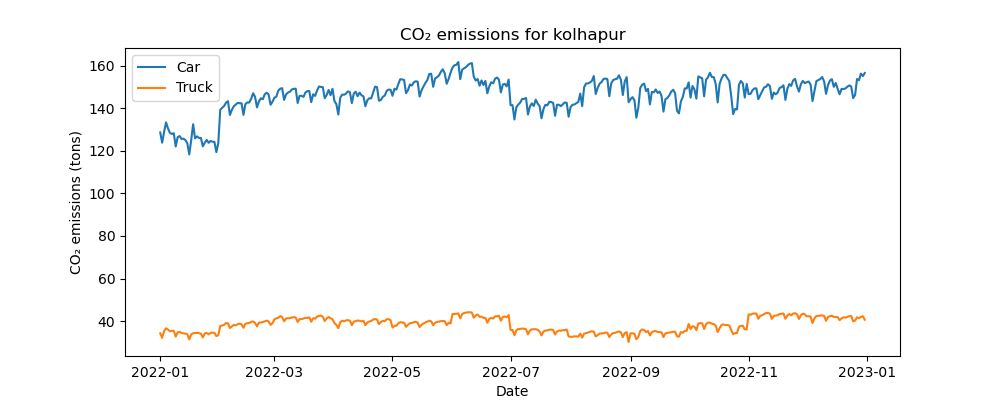 CO₂ emissions for kolhapur
Car
Truck
CO₂ emissions (tons)
160
140
120
100
80
60
40
2022-01 2022-03 2022-05 2022-07 2022-09 2022-11 2023-01
Date